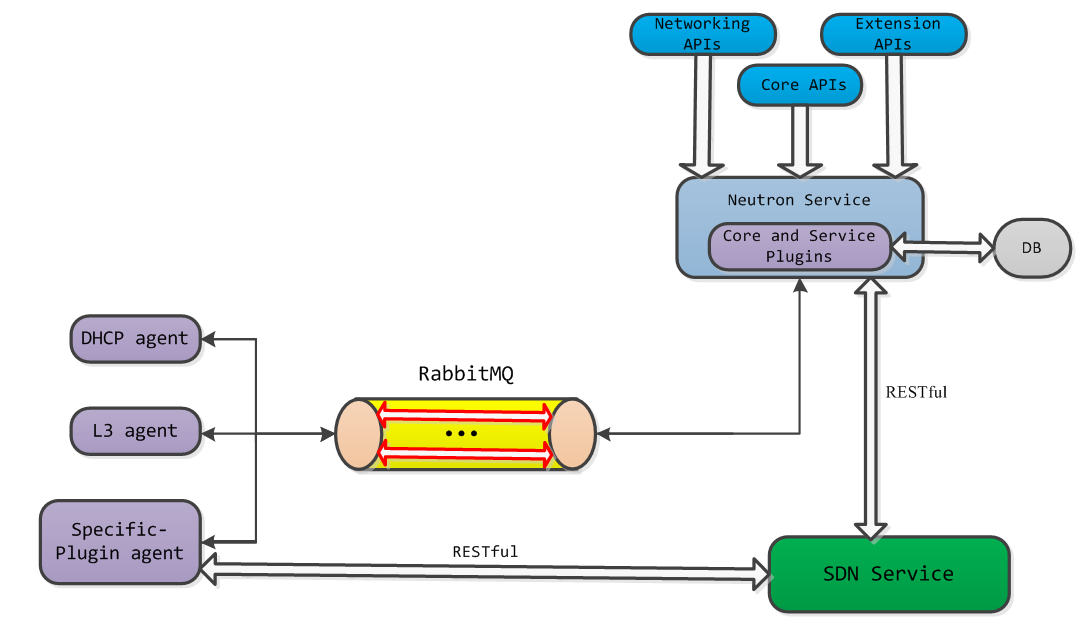 Networking
APIs
Extension
APIs
Core APIs
Neutron Service
Core and Service
Plugins
DB
DHCP agent
RabbitMQ
RESTful
L3 agent
...
Specific-
Plugin agent
RESTful
SDN Service